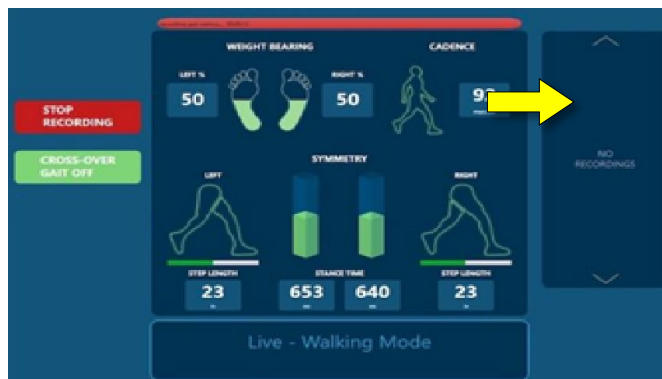 WEIGHT BEARING
CADENCE
LEFT %
RIGHT %
50
50
STOP
RECORDING
CROSS-OVER
GAIT OFF
NO
RECORDINGS
SYMMETRY
LEFT
RIGHT
STEP LENGTH
STANCE TIME
STEP LENGTH
23
653
640
23
Live - Walking Mode